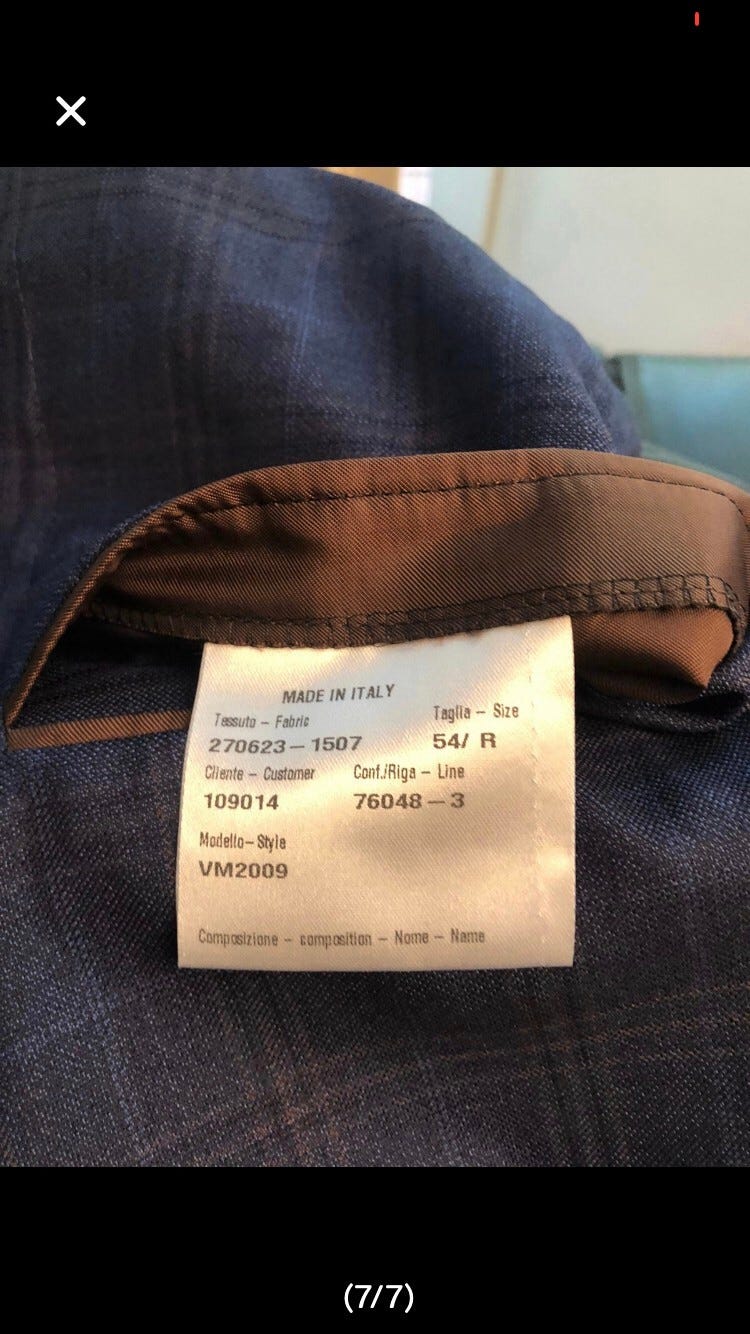 MADE IN ITALY
Tessuto – Fabric Taglia – Size
270623 – 1507 54/ R
Cliente – Customer Conf./Riga – Line
109014 76048 – 3
Modello – Style
VM2009
Composizione – composition – Nome – Name
(7/7)